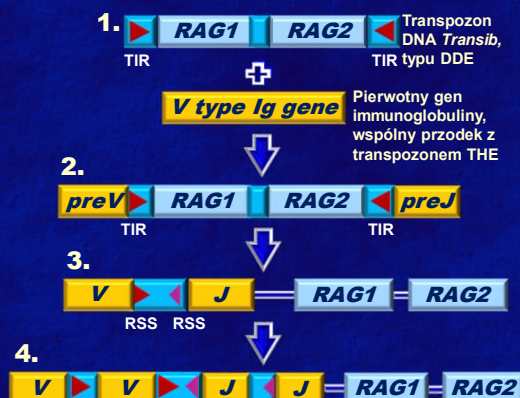 1.
RAG1 RAG2
TIR TIR
Transpozon
DNA Transib,
typu DDE
V type Ig gene
Pierwotny gen
immunoglobuliny,
wspólny przodek z
transpozonem THE
2.
preV RAG1 RAG2 preJ
TIR TIR
3.
V J RAG1 RAG2
RSS RSS
4.
V V J J RAG1 RAG2